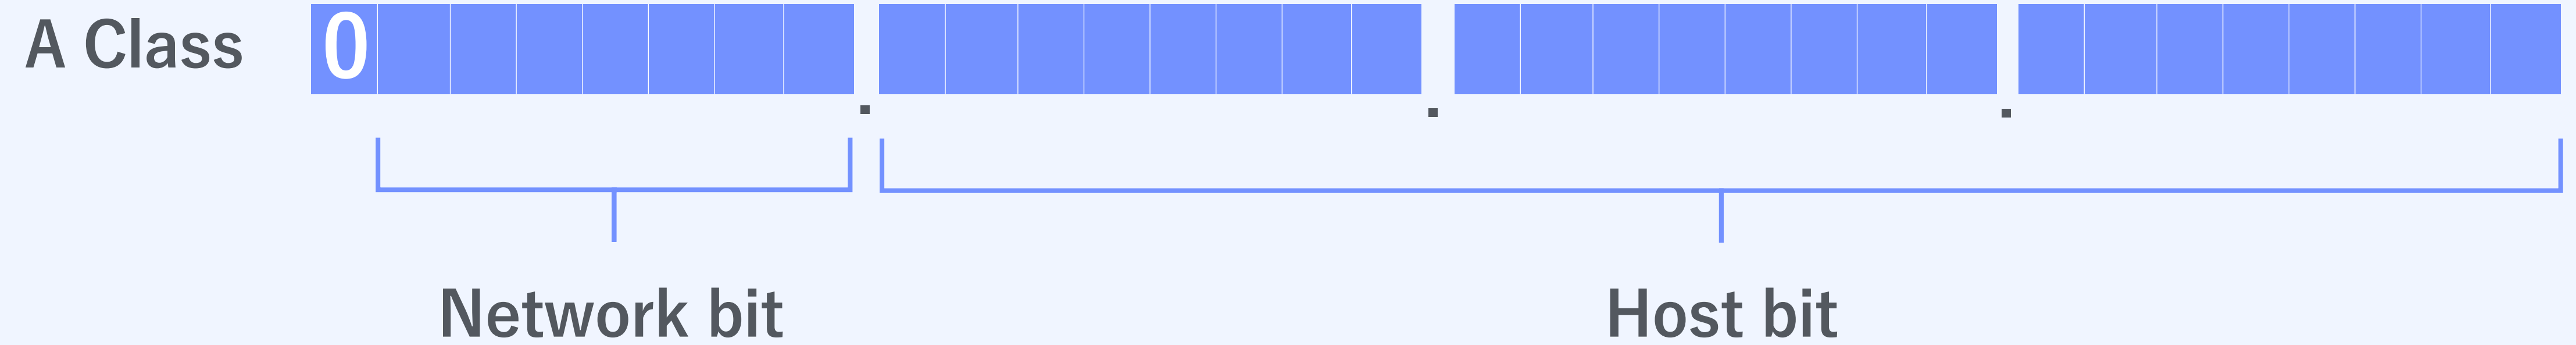 A Class 0 . . .
Network bit Host bit